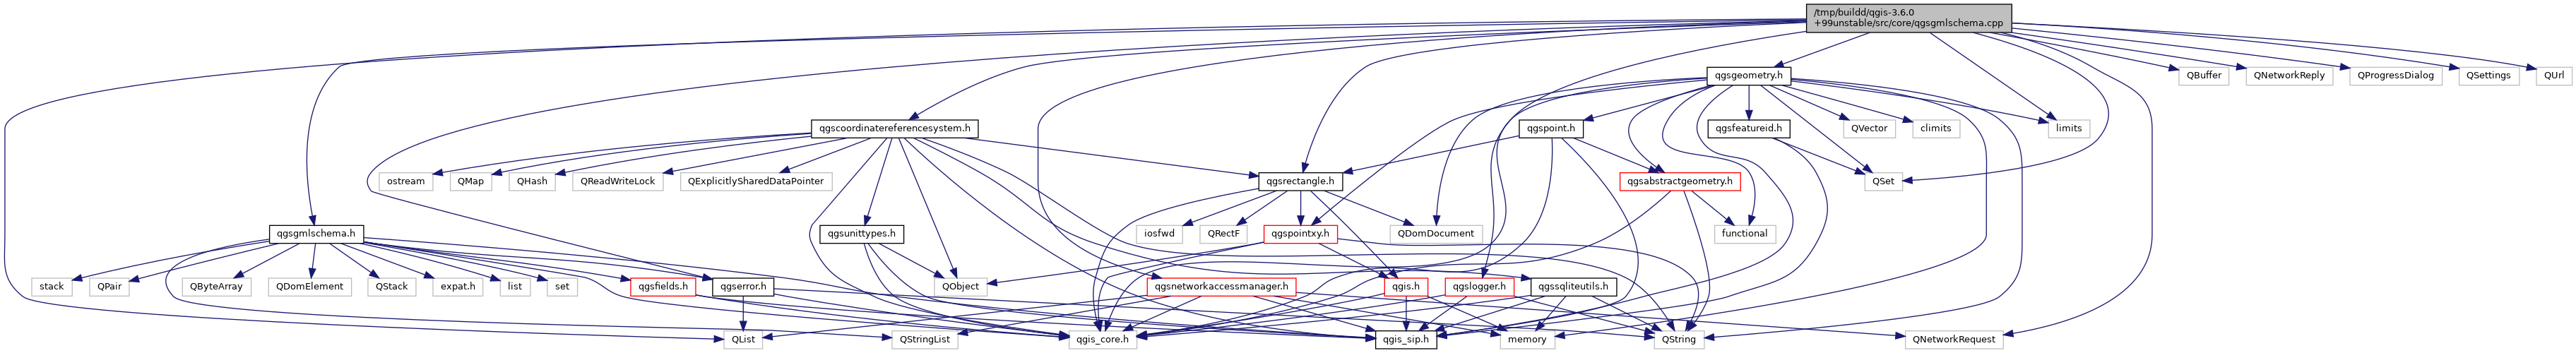 /tmp/buildd/qgis-3.6.0
+99unstable/src/core/qgsgmlschema.cpp
qgsgeometry.h
QBuffer
QNetworkReply
QProgressDialog
QSettings
QUrl
qgscoordinatereferencesystem.h
qgspoint.h
qgsfeatureid.h
QVector
climits
limits
ostream
QMap
QHash
QReadWriteLock
QExplicitlySharedDataPointer
qgsrectangle.h
qgsabstractgeometry.h
QSet
qgsgmlschema.h
qgsunittypes.h
iosfwd
QRectF
qgspointxy.h
QDomDocument
functional
stack
QPair
QByteArray
QDomElement
QStack
expat.h
list
set
qgsfields.h
qgserror.h
QObject
qgsnetworkaccessmanager.h
qgis.h
qgslogger.h
qgssqliteutils.h
QList
QStringList
qgis_core.h
qgis_sip.h
memory
QString
QNetworkRequest